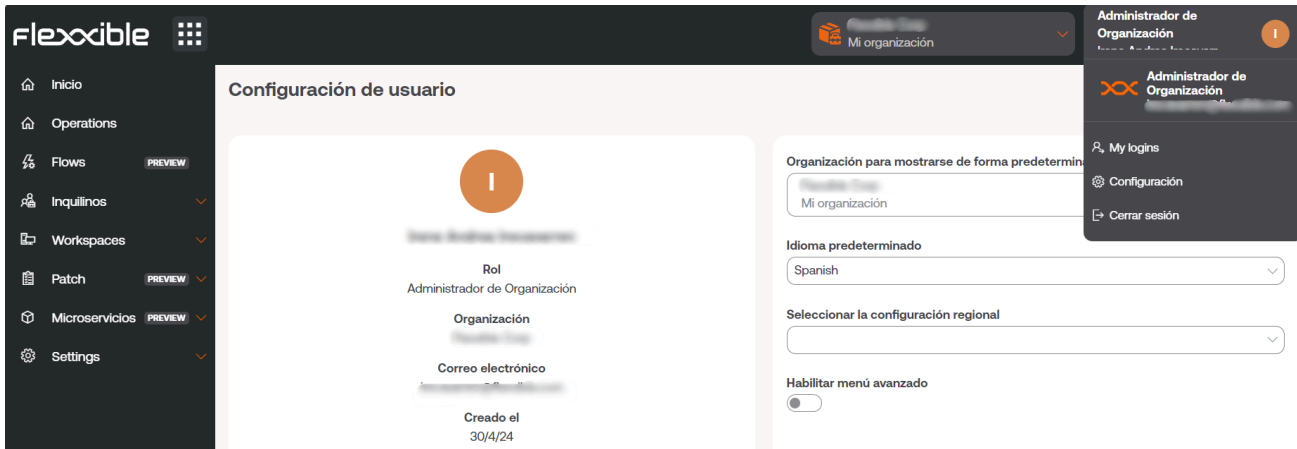 Flexxible
Mi organización
Administrador de
Organización
I
Administrador de
Organización
My logins
Configuración
Cerrar sesión
Inicio
Operations
Flows PREVIEW
Inquilinos
Workspaces
Patch PREVIEW
Microservicios PREVIEW
Settings
Configuración de usuario
I
Rol
Administrador de Organización
Organización
Correo electrónico
Creado el
30/4/24
Organización para mostrarse de forma
Mi organización
Idioma predeterminado
Spanish
Seleccionar la configuración regional
Habilitar menú avanzado